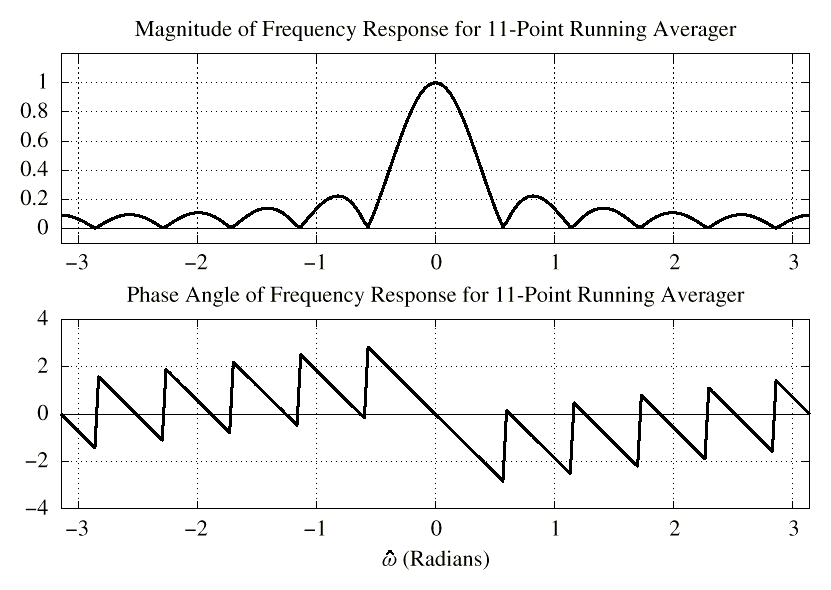 Magnitude of Frequency Response for 11-Point Running Averager
1
0.8
0.6
0.4
0.2
0
−3 −2 −1 0 1 2 3
Phase Angle of Frequency Response for 11-Point Running Averager
4
2
0
−2
−4
−3 −2 −1 0 1 2 3
ω̂ (Radians)